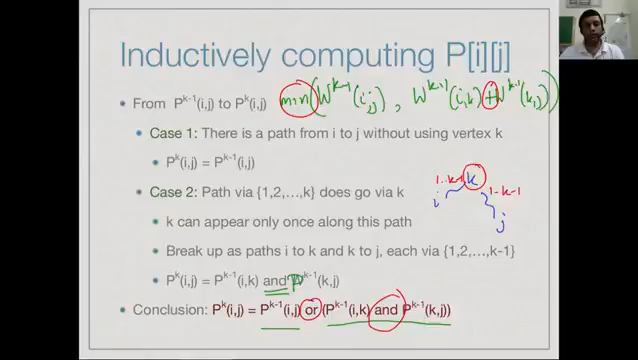 Inductively computing P[i][j]
From P^{k-1}(i,j) to P^k(i,j) min(W^{k-1}(i,j), W^{k-1}(i,k) + W^{k-1}(k,j))
Case 1: There is a path from i to j without using vertex k
P^k(i,j) = P^{k-1}(i,j)
Case 2: Path via {1,2,…,k} does go via k
k can appear only once along this path
Break up as paths i to k and k to j, each via {1,2,…,k-1}
P^k(i,j) = P^{k-1}(i,k) and P^{k-1}(k,j)
Conclusion: P^k(i,j) = P^{k-1}(i,j) or (P^{k-1}(i,k) and P^{k-1}(k,j))
1..k-1 k 1-k-1
i j